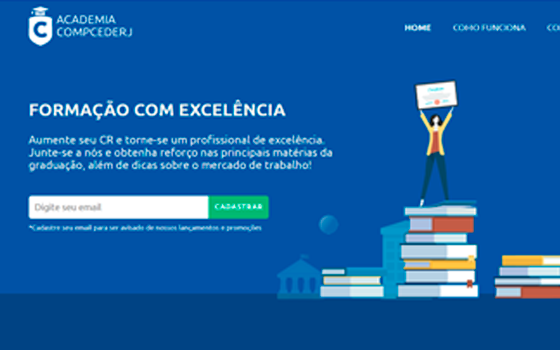 ACADEMIA
COMPCEDERJ
HOME COMO FUNCIONA CO
FORMAÇÃO COM EXCELÊNCIA
Aumente seu CR e torne-se um profissional de excelência.
Junte-se a nós e obtenha reforço nas principais matérias da
graduação, além de dicas sobre o mercado de trabalho!
Digite seu email CADASTRAR
*Cadastre seu email para ser avisado de nossos lançamentos e promoções